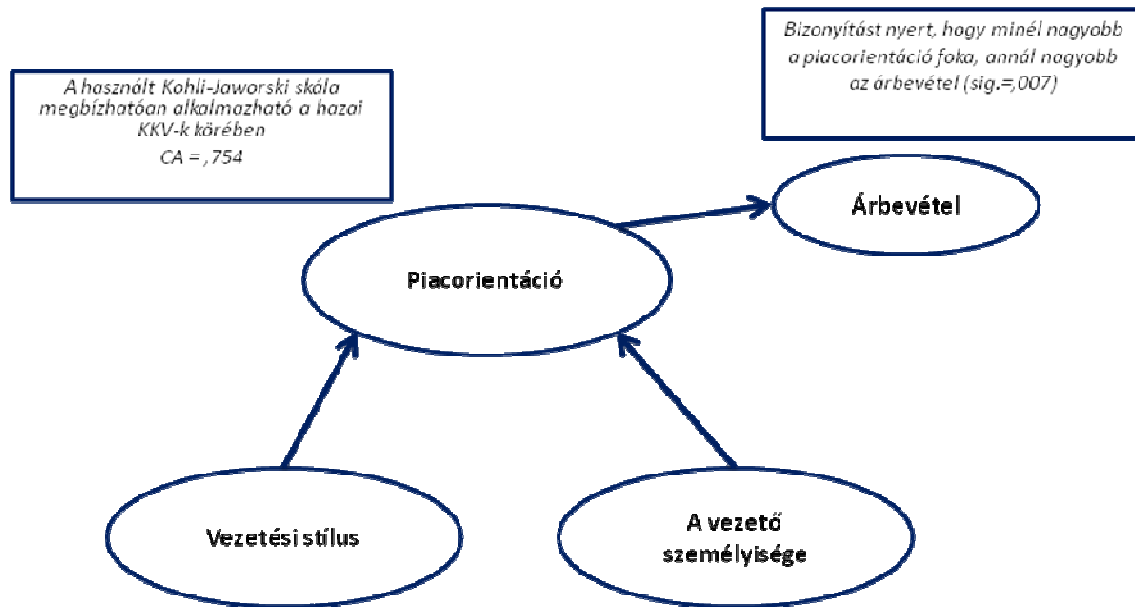 Bizonyítást nyert, hogy minél nagyobb
a piacorientáció foka, annál nagyobb
az árbevétel (sig.=,007)
A használt Kohli-Jaworski skála
megbízhatóan alkalmazható a hazai
KKV-k körében
CA = ,754
Árbevétel
Piacorientáció
Vezetési stílus
A vezető
személyisége